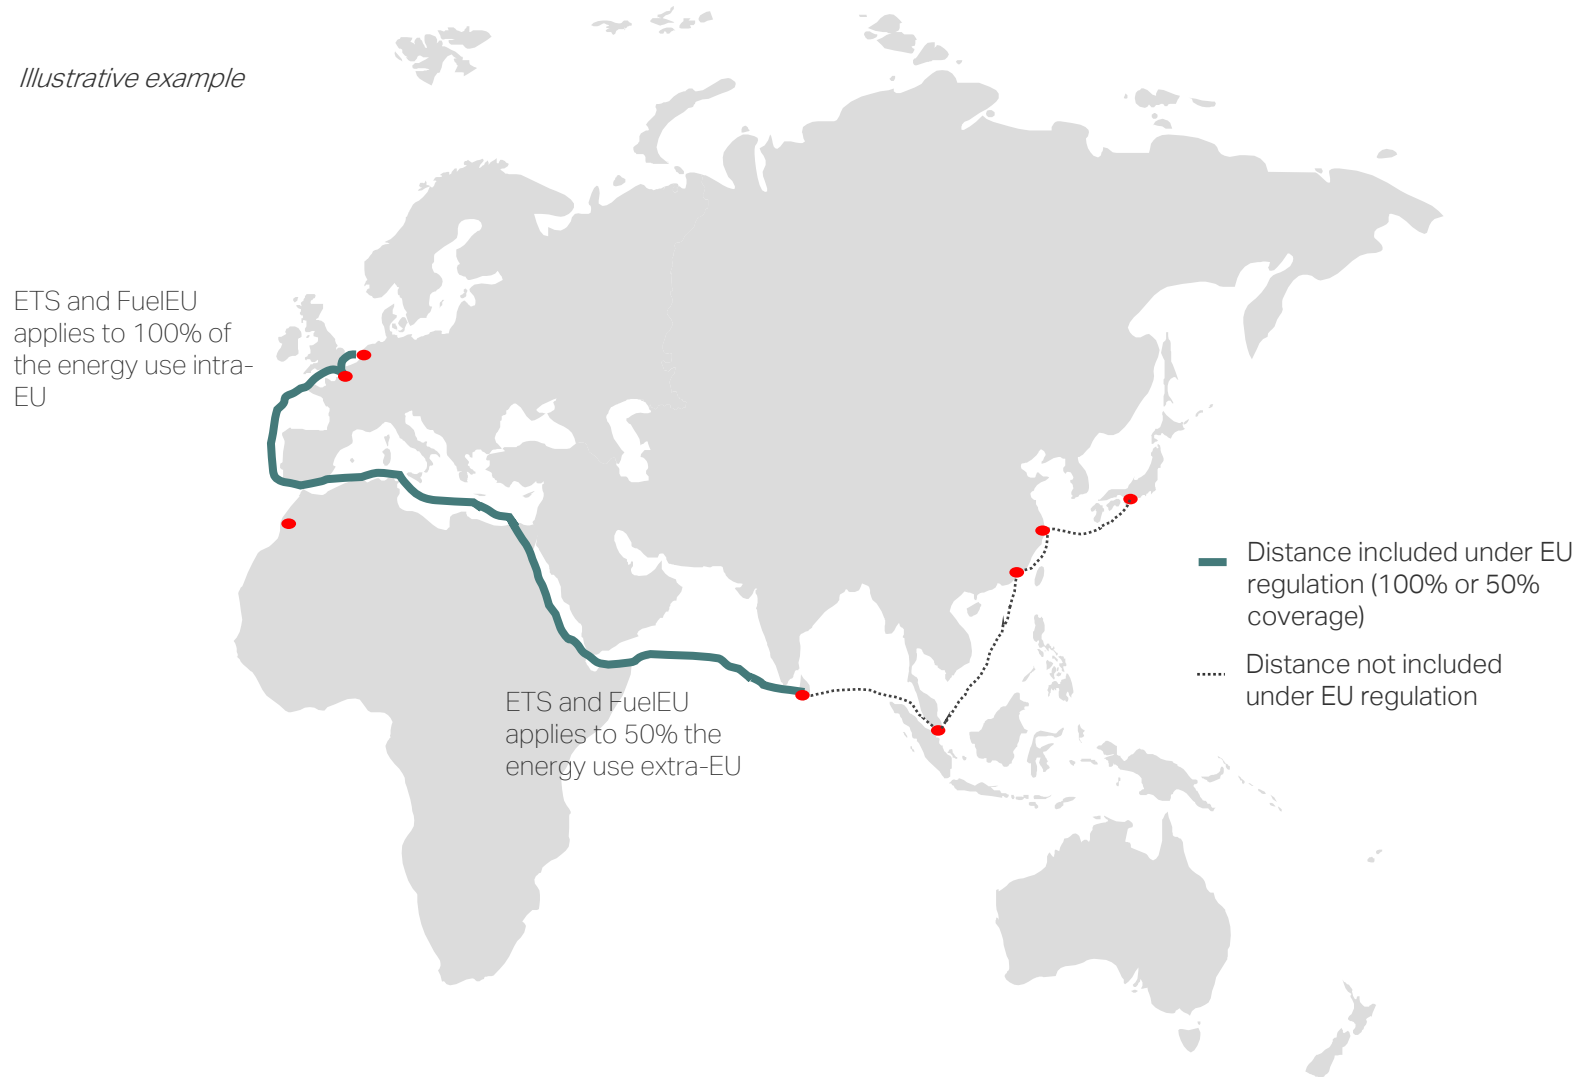 Illustrative example
ETS and FuelEU
applies to 100% of
the energy use intra-
EU
Distance included under EU
regulation (100% or 50%
coverage)
Distance not included
under EU regulation
ETS and FuelEU
applies to 50% the
energy use extra-EU